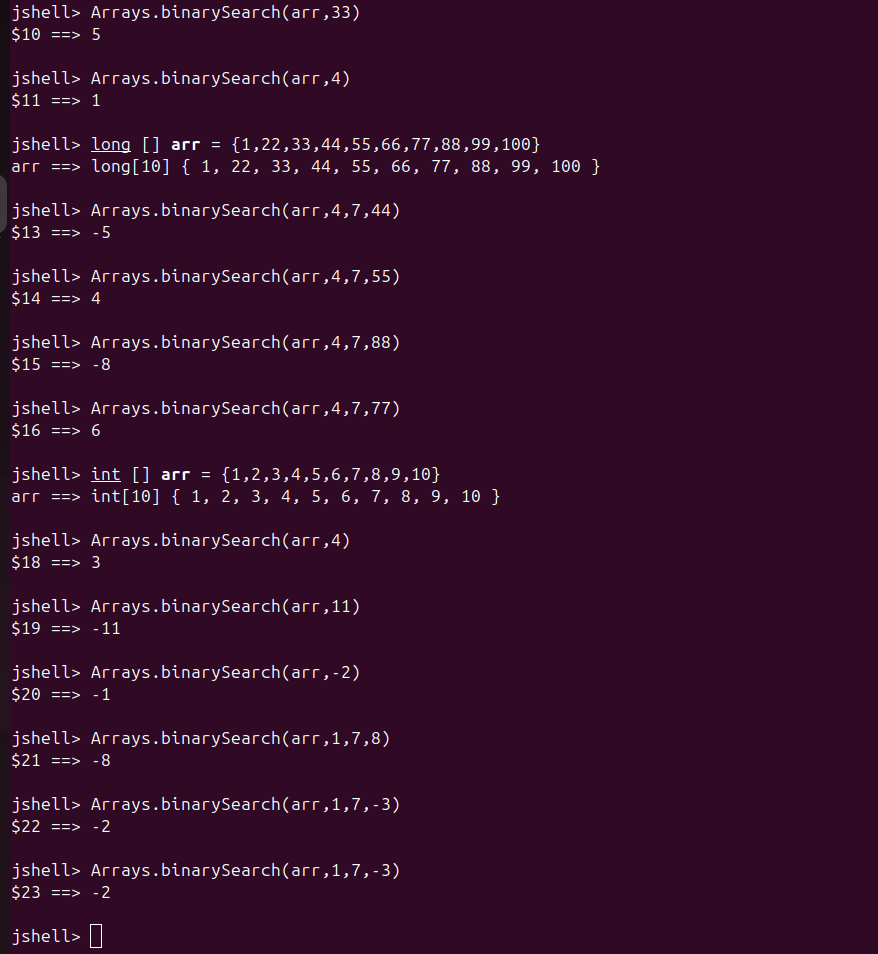 jshell> Arrays.binarySearch(arr,33)
$10 ==> 5
jshell> Arrays.binarySearch(arr,4)
$11 ==> 1
jshell> long [] arr = {1,22,33,44,55,66,77,88,99,100}
arr ==> long[10] { 1, 22, 33, 44, 55, 66, 77, 88, 99, 100 }
jshell> Arrays.binarySearch(arr,4,7,44)
$13 ==> -5
jshell> Arrays.binarySearch(arr,4,7,55)
$14 ==> 4
jshell> Arrays.binarySearch(arr,4,7,88)
$15 ==> -8
jshell> Arrays.binarySearch(arr,4,7,77)
$16 ==> 6
jshell> int [] arr = {1,2,3,4,5,6,7,8,9,10}
arr ==> int[10] { 1, 2, 3, 4, 5, 6, 7, 8, 9, 10 }
jshell> Arrays.binarySearch(arr,4)
$18 ==> 3
jshell> Arrays.binarySearch(arr,11)
$19 ==> -11
jshell> Arrays.binarySearch(arr,-2)
$20 ==> -1
jshell> Arrays.binarySearch(arr,1,7,8)
$21 ==> -8
jshell> Arrays.binarySearch(arr,1,7,-3)
$22 ==> -2
jshell> Arrays.binarySearch(arr,1,7,-3)
$23 ==> -2
jshell>